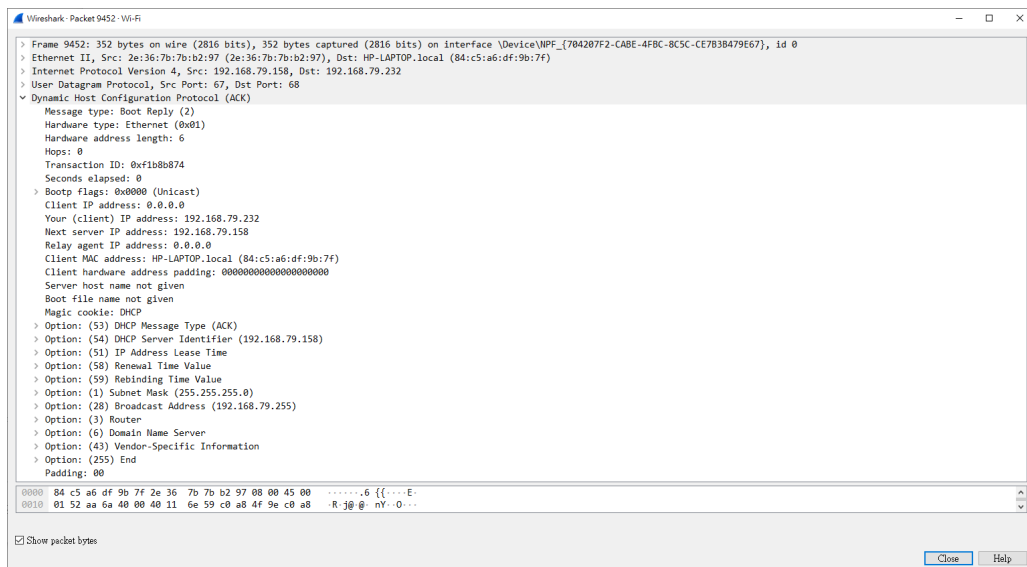 Wireshark · Packet 9452 · Wi-Fi
Frame 9452: 352 bytes on wire (2816 bits), 352 bytes captured (2816 bits) on interface \Device\NPF_{704207F2-CABE-4FBC-8C5C-CE7B3B479E67}, id 0
Ethernet II, Src: 2e:36:7b:7b:b2:97 (2e:36:7b:7b:b2:97), Dst: HP-LAPTOP.local (84:c5:a6:df:9b:7f)
Internet Protocol Version 4, Src: 192.168.79.158, Dst: 192.168.79.232
User Datagram Protocol, Src Port: 67, Dst Port: 68
Dynamic Host Configuration Protocol (ACK)
Message type: Boot Reply (2)
Hardware type: Ethernet (0x01)
Hardware address length: 6
Hops: 0
Transaction ID: 0xf1b8b874
Seconds elapsed: 0
Bootp flags: 0x0000 (Unicast)
Client IP address: 0.0.0.0
Your (client) IP address: 192.168.79.232
Next server IP address: 192.168.79.158
Relay agent IP address: 0.0.0.0
Client MAC address: HP-LAPTOP.local (84:c5:a6:df:9b:7f)
Client hardware address padding: 00000000000000000000
Server host name not given
Boot file name not given
Magic cookie: DHCP
Option: (53) DHCP Message Type (ACK)
Option: (54) DHCP Server Identifier (192.168.79.158)
Option: (51) IP Address Lease Time
Option: (58) Renewal Time Value
Option: (59) Rebinding Time Value
Option: (1) Subnet Mask (255.255.255.0)
Option: (28) Broadcast Address (192.168.79.255)
Option: (3) Router
Option: (6) Domain Name Server
Option: (43) Vendor-Specific Information
Option: (255) End
Padding: 00
0000 84 c5 a6 df 9b 7f 2e 36 7b 7b b2 97 08 00 45 00 ······.6 {{····E·
0010 01 52 aa 6a 40 00 40 11 6e 59 c0 a8 4f 9e c0 a8 ·R·j@·@· nY··O···
Show packet bytes
Close Help